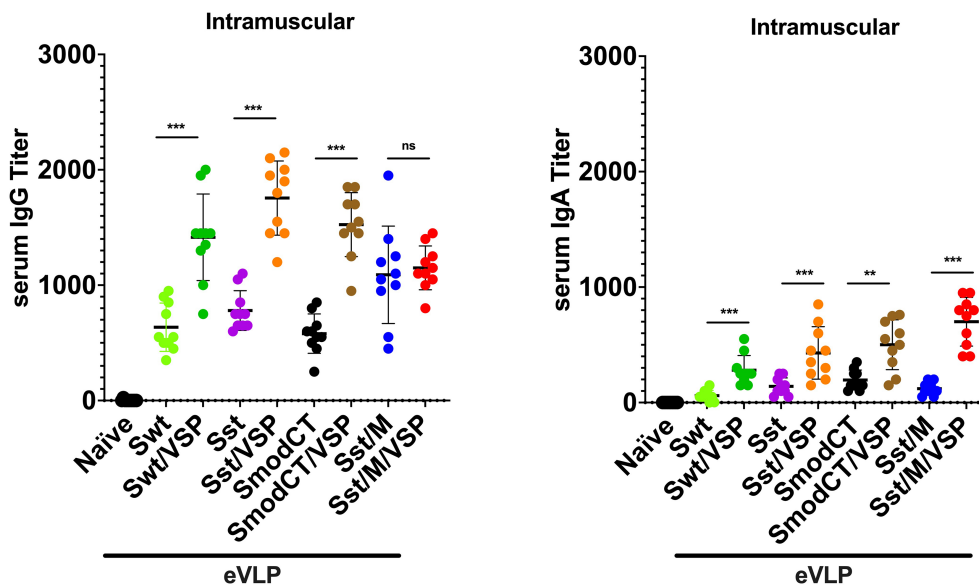 Intramuscular
serum IgG Titer
3000
2000
1000
0
***
***
***
ns
Naïve
Swt
Swt/VSP
Sst
Sst/VSP
SmodCT
SmodCT/VSP
Sst/M
Sst/M/VSP
eVLP
Intramuscular
serum IgA Titer
3000
2000
1000
0
***
***
**
***
Naïve
Swt
Swt/VSP
Sst
Sst/VSP
SmodCT
SmodCT/VSP
Sst/M
Sst/M/VSP
eVLP